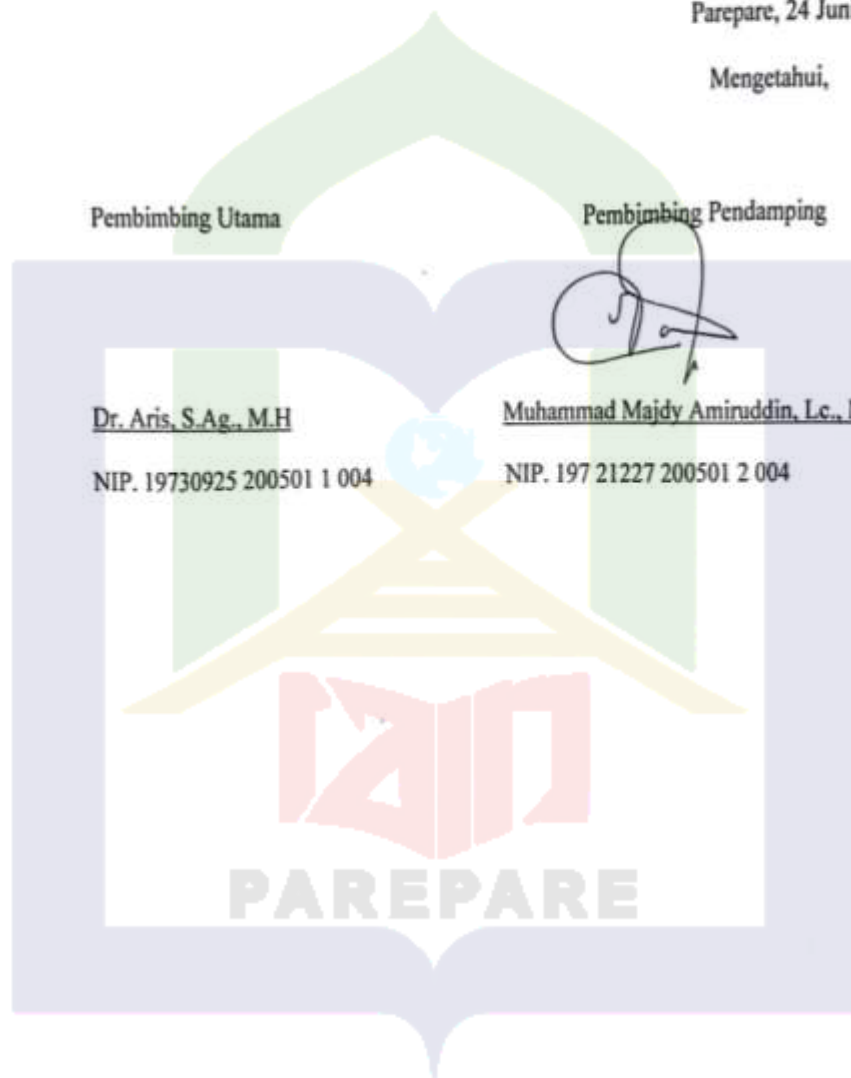 Parepare, 24 Jun
Mengetahui,
Pembimbing Utama
Pembimbing Pendamping
Dr. Aris, S.Ag., M.H
Muhammad Majdy Amiruddin, Lc.,
NIP. 19730925 200501 1 004
NIP. 197 21227 200501 2 004
iain
PAREPARE